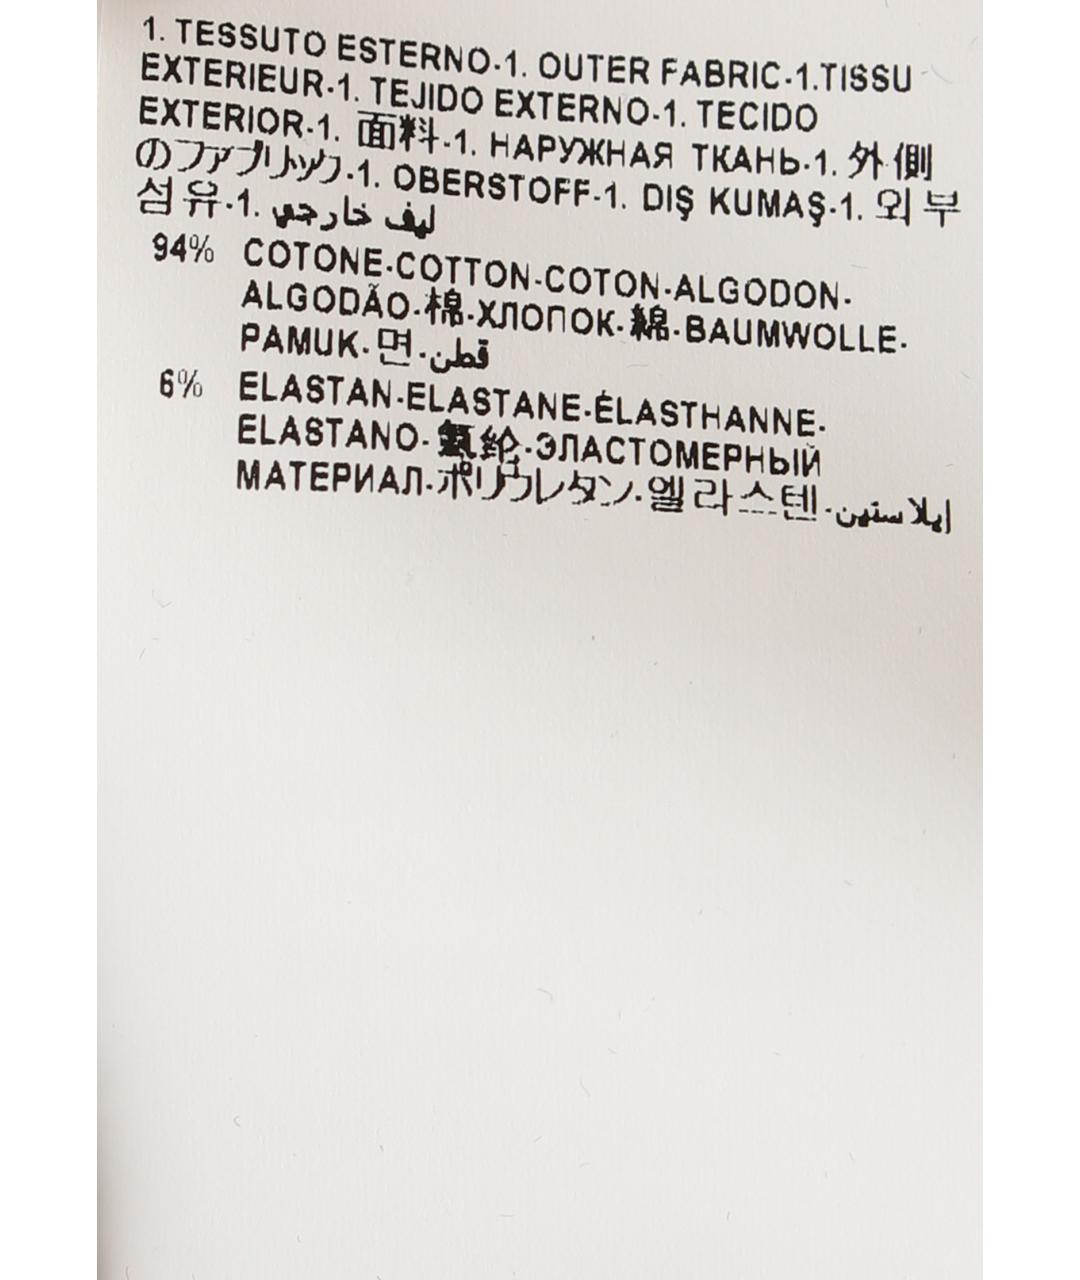 1. TESSUTO ESTERNO-1. OUTER FABRIC-1.TISSU
EXTERIEUR-1. TEJIDO EXTERNO-1. TECIDO
EXTERIOR-1. 面料-1. НАРУЖНАЯ ТКАНЬ-1. 外側
のファブリック-1. OBERSTOFF-1. DIŞ KUMAŞ-1. 외부
섬유-1. ليف خارجي
94% COTONE-COTTON-COTON-ALGODON-
ALGODÃO-棉-ХЛОПОК-綿-BAUMWOLLE-
PAMUK-면-قطن
6% ELASTAN-ELASTANE-ÉLASTHANNE-
ELASTANO-氨纶-ЭЛАСТОМЕРНЫЙ
МАТЕРИАЛ-ポリウレタン-엘라스텐-ايلاستين